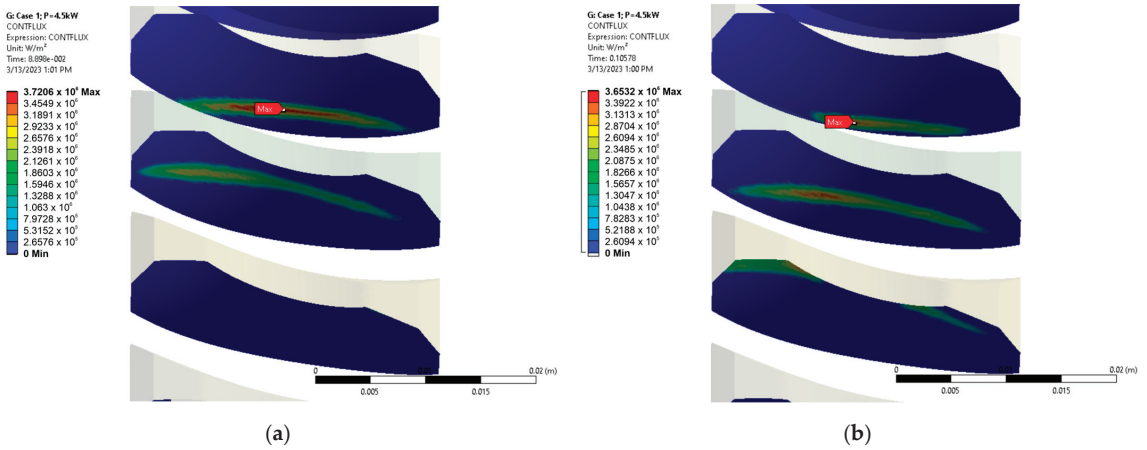 G: Case 1; P=4.5kW
CONTFLUX
Expression: CONTFLUX
Unit: W/m²
Time: 8.898e-002
3/13/2023 1:01 PM
3.7206 x 10⁶ Max
3.4549 x 10⁶
3.1891 x 10⁶
2.9233 x 10⁶
2.6576 x 10⁶
2.3918 x 10⁶
2.1261 x 10⁶
1.8603 x 10⁶
1.5946 x 10⁶
1.3288 x 10⁶
1.063 x 10⁶
7.9728 x 10⁵
5.3152 x 10⁵
2.6576 x 10⁵
0 Min
Max
0
0.01
0.02 (m)
0.005
0.015
(a)
G: Case 1; P=4.5kW
CONTFLUX
Expression: CONTFLUX
Unit: W/m²
Time: 0.10578
3/13/2023 1:00 PM
3.6532 x 10⁶ Max
3.3922 x 10⁶
3.1313 x 10⁶
2.8704 x 10⁶
2.6094 x 10⁶
2.3485 x 10⁶
2.0875 x 10⁶
1.8266 x 10⁶
1.5657 x 10⁶
1.3047 x 10⁶
1.0438 x 10⁶
7.8283 x 10⁵
5.2188 x 10⁵
2.6094 x 10⁵
0 Min
Max
0
0.01
0.02 (m)
0.005
0.015
(b)